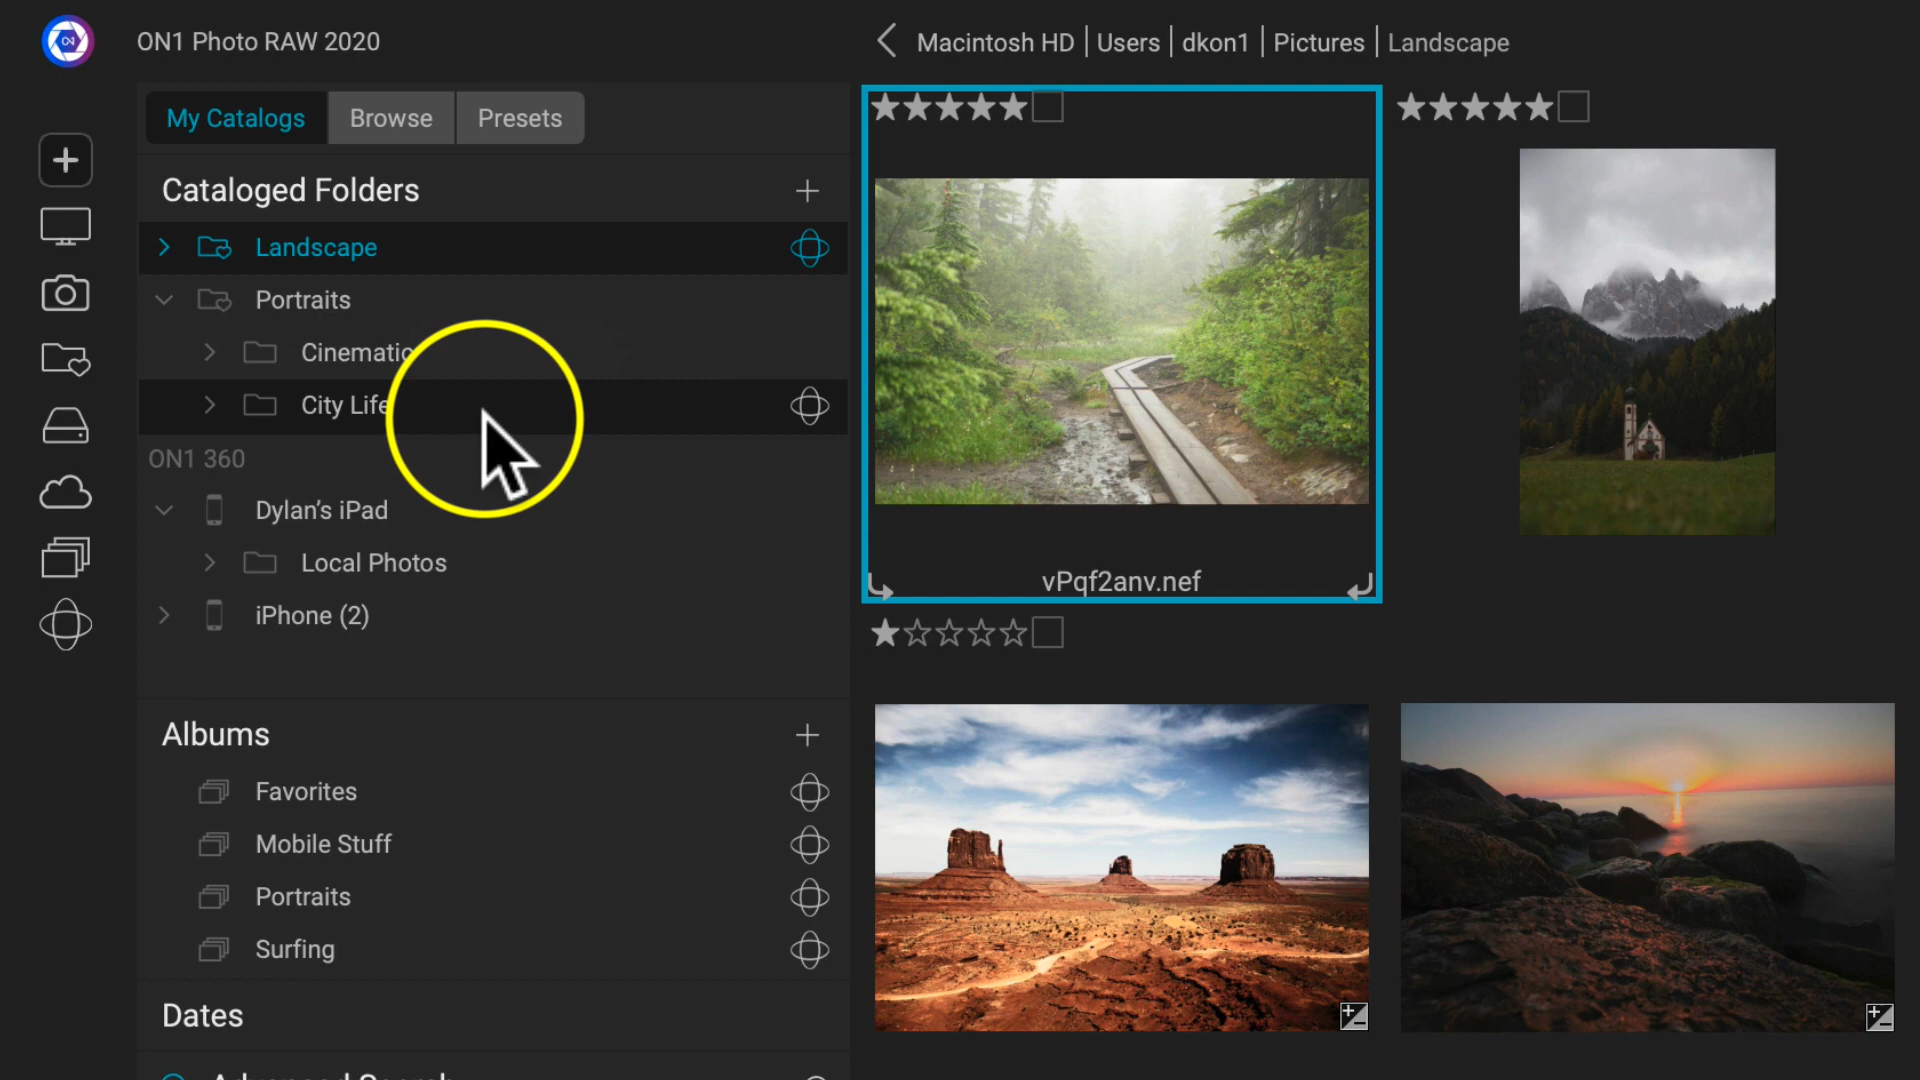 ON1 Photo RAW 2020
Macintosh HD | Users | dkon1 | Pictures | Landscape
My Catalogs
Browse
Presets
Cataloged Folders
Landscape
Portraits
Cinematic
City Life
ON1 360
Dylan's iPad
Local Photos
iPhone (2)
Albums
Favorites
Mobile Stuff
Portraits
Surfing
Dates
Advanced Search
vPqf2anv.nef